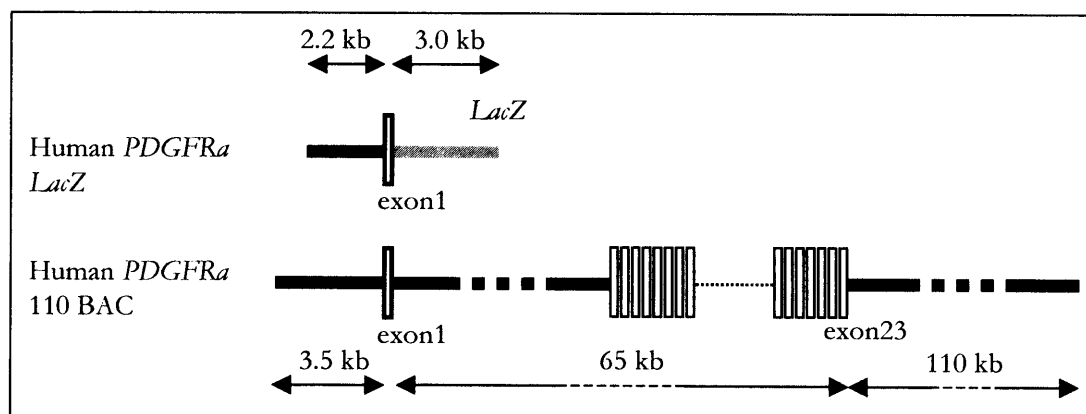 2.2 kb 3.0 kb
LacZ
Human PDGFRa
LacZ
exon1
Human PDGFRa
110 BAC
exon1
exon23
3.5 kb 65 kb 110 kb